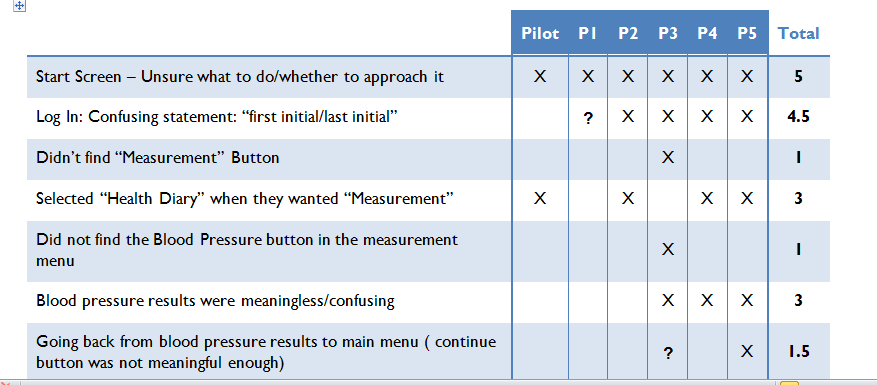 Pilot P1 P2 P3 P4 P5 Total
Start Screen – Unsure what to do/whether to approach it X X X X X X 5
Log In: Confusing statement: “first initial/last initial” ? X X X X 4.5
Didn’t find “Measurement” Button X 1
Selected “Health Diary” when they wanted “Measurement” X X X X 3
Did not find the Blood Pressure button in the measurement
menu X 1
Blood pressure results were meaningless/confusing X X X 3
Going back from blood pressure results to main menu ( continue
button was not meaningful enough) ? X 1.5